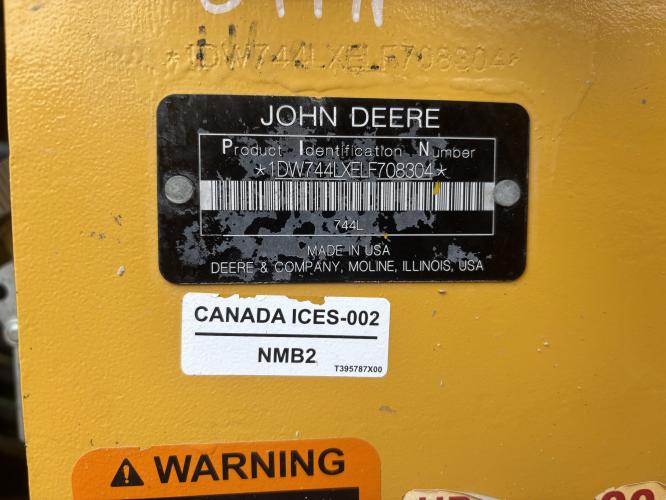 *1DW744LXELF708304*
JOHN DEERE
Product Identification Number
*1DW744LXELF708304*
744L
MADE IN USA
DEERE & COMPANY, MOLINE, ILLINOIS, USA
CANADA ICES-002
NMB2
T395787X00
WARNING